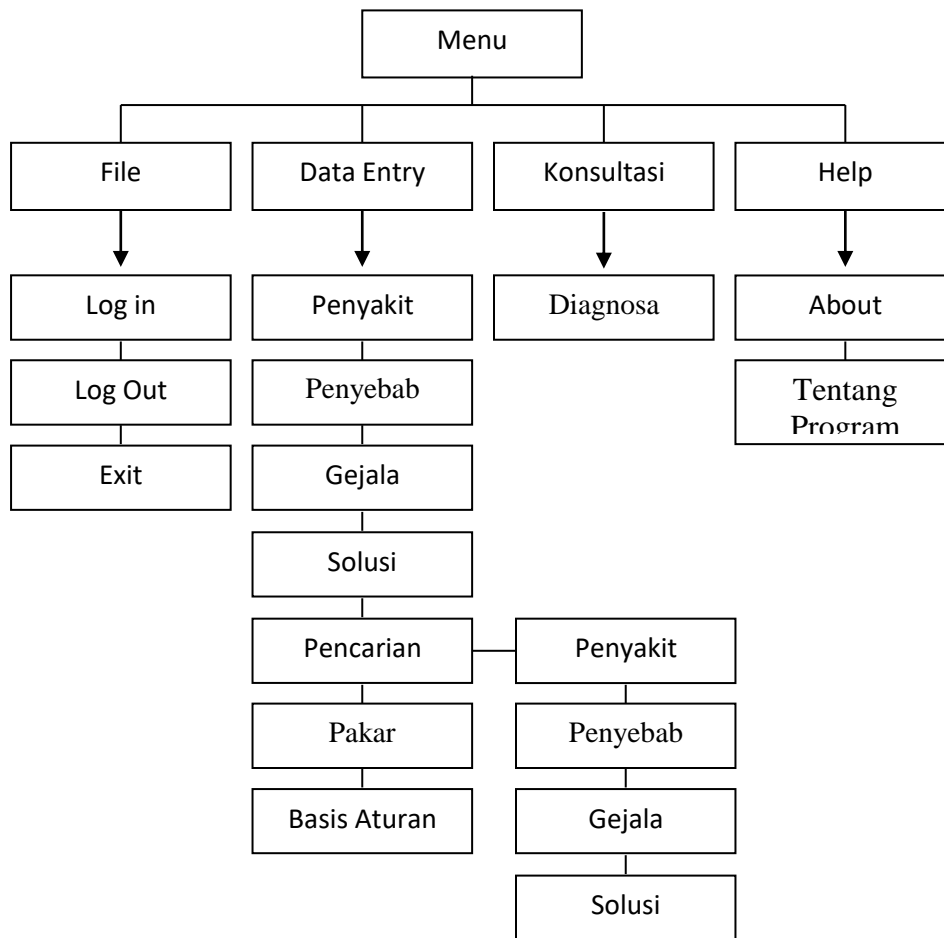 Menu
File
Data Entry
Konsultasi
Help
Log in
Penyakit
Diagnosa
About
Log Out
Penyebab
Tentang
Program
Exit
Gejala
Solusi
Pencarian
Penyakit
Pakar
Penyebab
Basis Aturan
Gejala
Solusi